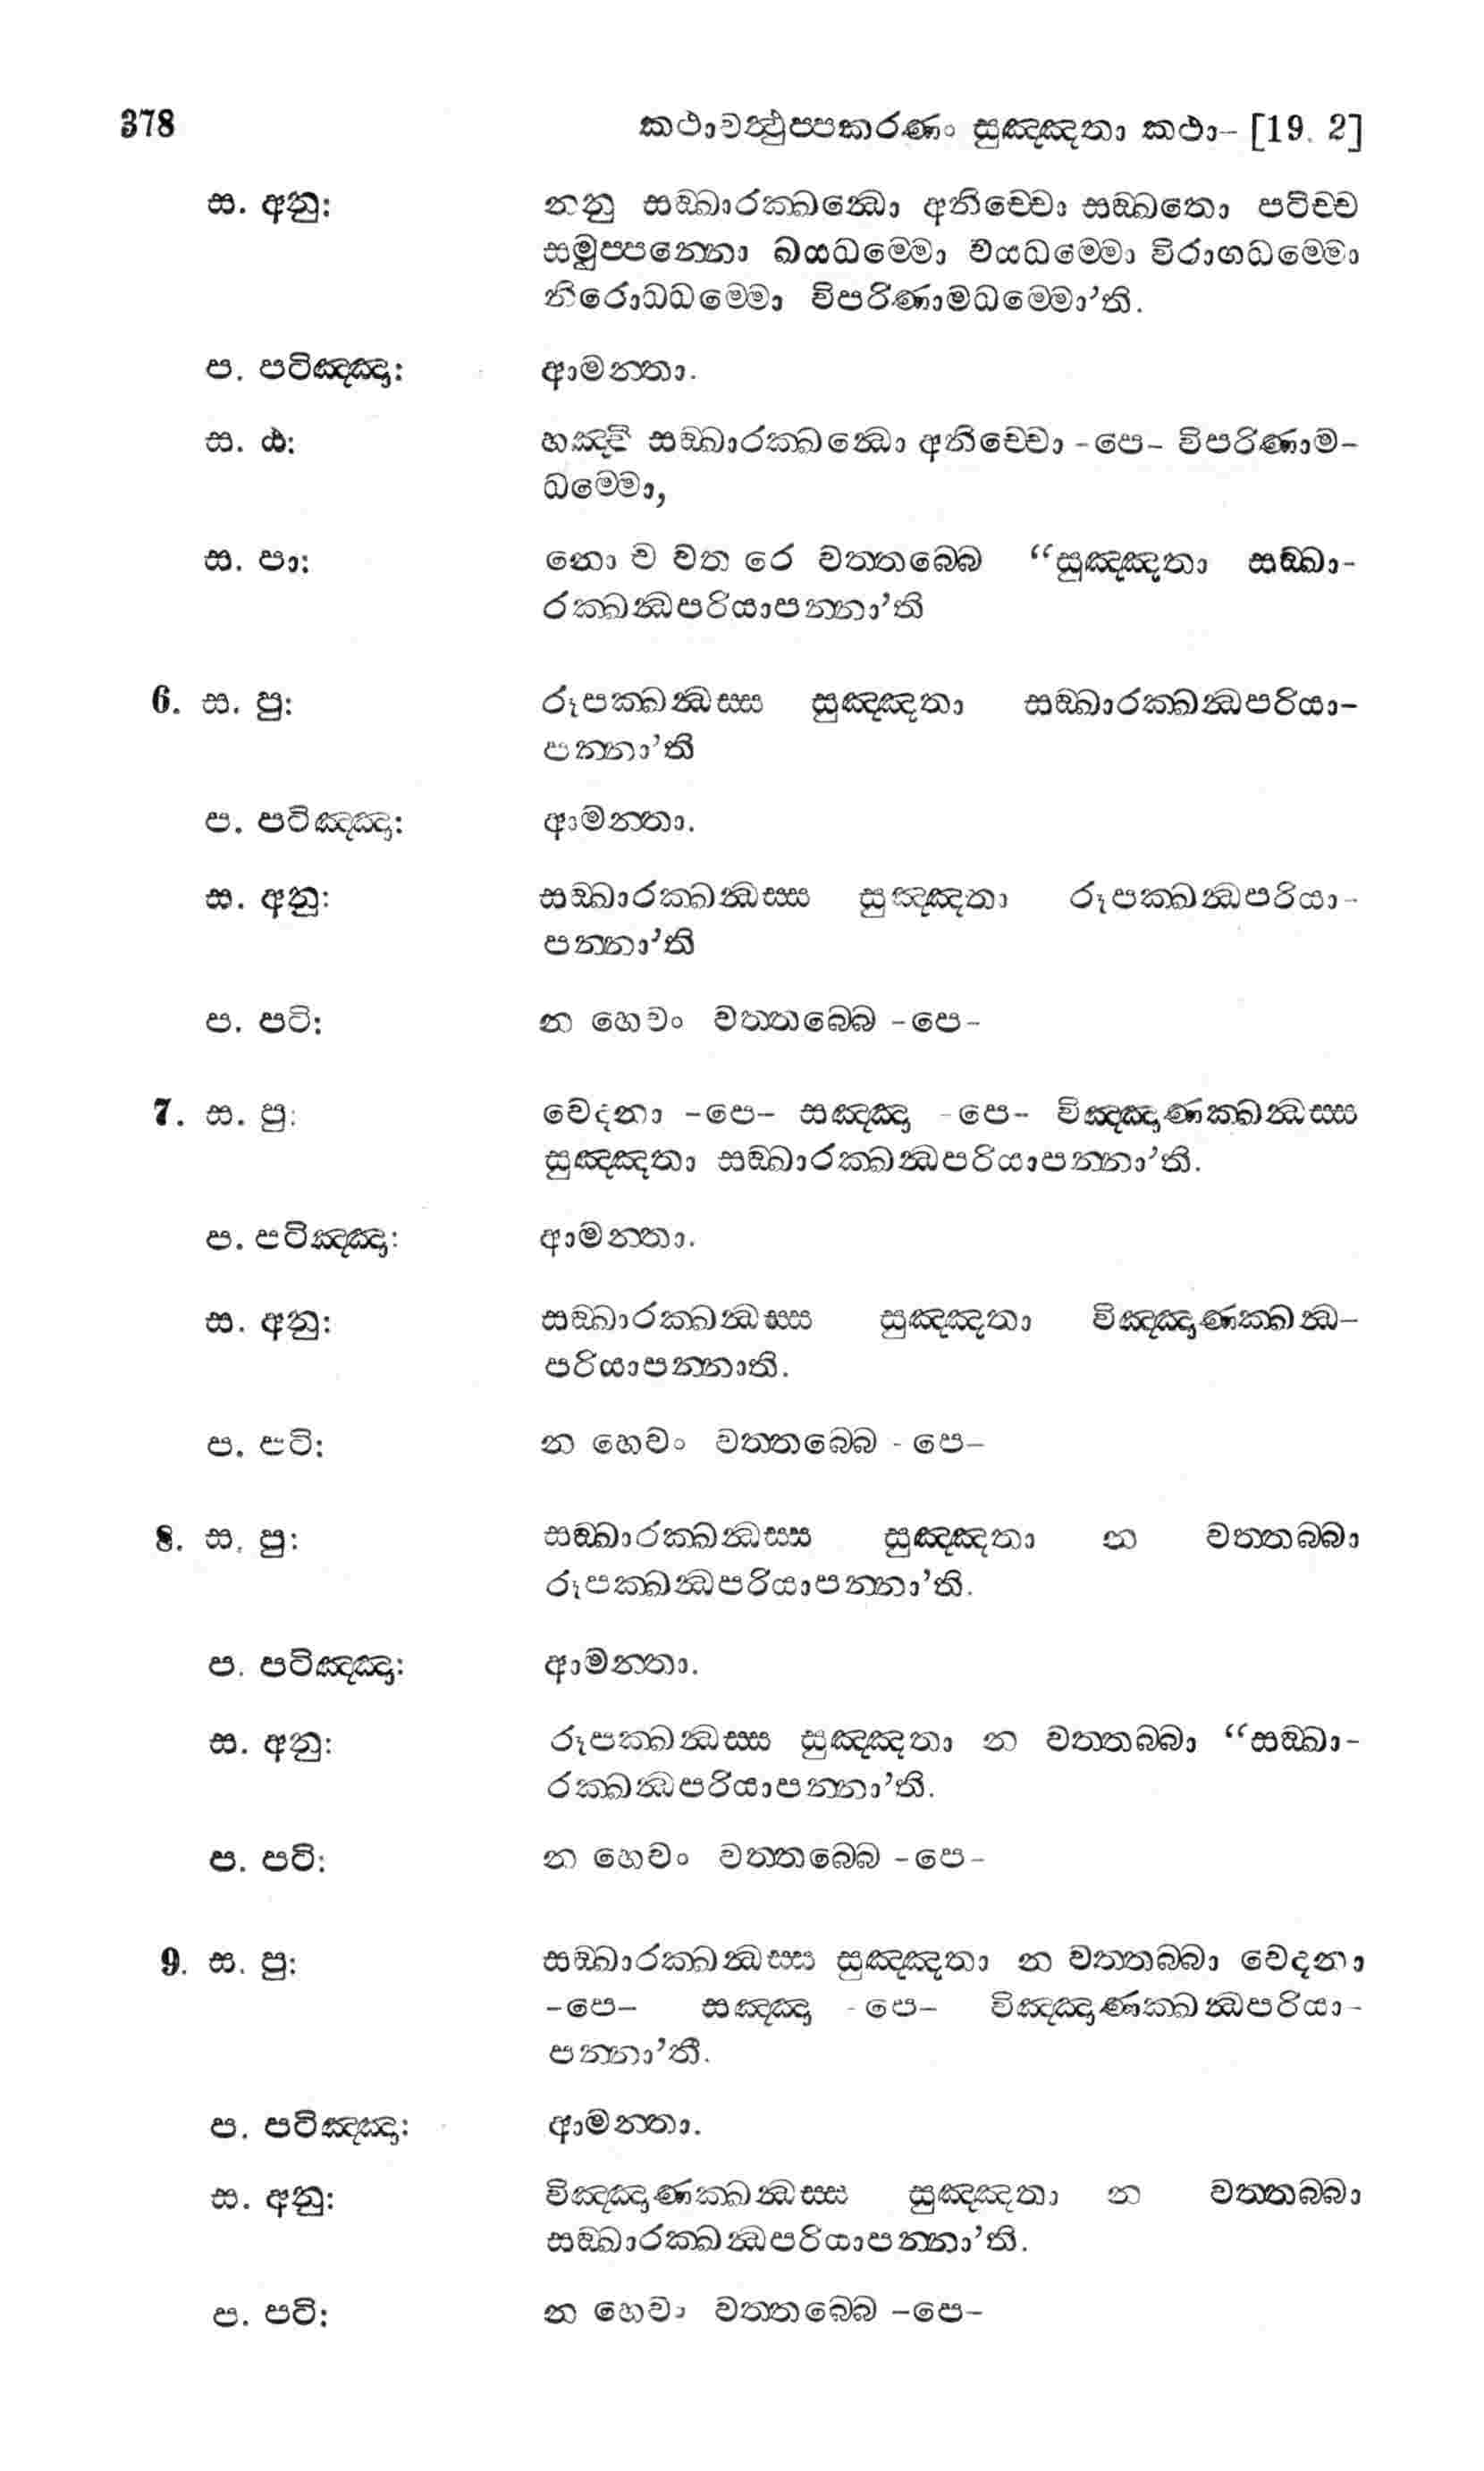 378 කථාවත්‍ථුප්‍පකරණං සුඤ්ඤතා කථා- [19. 2]
ස. අනු: නනු සඞ්ඛාරක්ඛන්ධො අනිච්චො සඞ්ඛතො පටිච්ච
සමුප්පන්නො ඛයධම්මො වයධම්මො විරාගධම්මො
නිරොධධම්මො විපරිණාමධම්මො’ති.
ප. පටිඤ්ඤා: ආමන්තා.
ස. ඨ: හඤ්චි සඞ්ඛාරක්ඛන්ධො අනිච්චො -පෙ- විපරිණාම-
ධම්මො,
ස. පා: නො ච වත රෙ වත්තබ්බෙ “සුඤ්ඤතා සඞ්ඛා-
රක්ඛන්ධපරියාපන්නා’ති
6. ස. පු: රූපක්ඛන්ධස්ස සුඤ්ඤතා සඞ්ඛාරක්ඛන්ධපරියා-
පන්නා’ති
ප. පටිඤ්ඤා: ආමන්තා.
ස. අනු: සඞ්ඛාරක්ඛන්ධස්ස සුඤ්ඤතා රූපක්ඛන්ධපරියා-
පන්නා’ති
ප. පටි: න හෙවං වත්තබ්බෙ -පෙ-
7. ස. පු: වෙදනා -පෙ- සඤ්ඤා -පෙ- විඤ්ඤාණක්ඛන්ධස්ස
සුඤ්ඤතා සඞ්ඛාරක්ඛන්ධපරියාපන්නා’ති.
ප. පටිඤ්ඤා: ආමන්තා.
ස. අනු: සඞ්ඛාරක්ඛන්ධස්ස සුඤ්ඤතා විඤ්ඤාණක්ඛන්ධ-
පරියාපන්නාති.
ප. පටි: න හෙවං වත්තබ්බෙ - පෙ-
8. ස. පු: සඞ්ඛාරක්ඛන්ධස්ස සුඤ්ඤතා න වත්තබ්බා
රූපක්ඛන්ධපරියාපන්නා’ති.
ප. පටිඤ්ඤා: ආමන්තා.
ස. අනු: රූපක්ඛන්ධස්ස සුඤ්ඤතා න වත්තබ්බා “සඞ්ඛා-
රක්ඛන්ධපරියාපන්නා’ති.
ප. පටි: න හෙවං වත්තබ්බෙ -පෙ-
9. ස. පු: සඞ්ඛාරක්ඛන්ධස්ස සුඤ්ඤතා න වත්තබ්බා වෙදනා
-පෙ- සඤ්ඤා -පෙ- විඤ්ඤාණක්ඛන්ධපරියා-
පන්නා’තී.
ප. පටිඤ්ඤා: ආමන්තා.
ස. අනු: විඤ්ඤාණක්ඛන්ධස්ස සුඤ්ඤතා න වත්තබ්බා
සඞ්ඛාරක්ඛන්ධපරියාපන්නා’ති.
ප. පටි: න හෙවං වත්තබ්බෙ -පෙ-